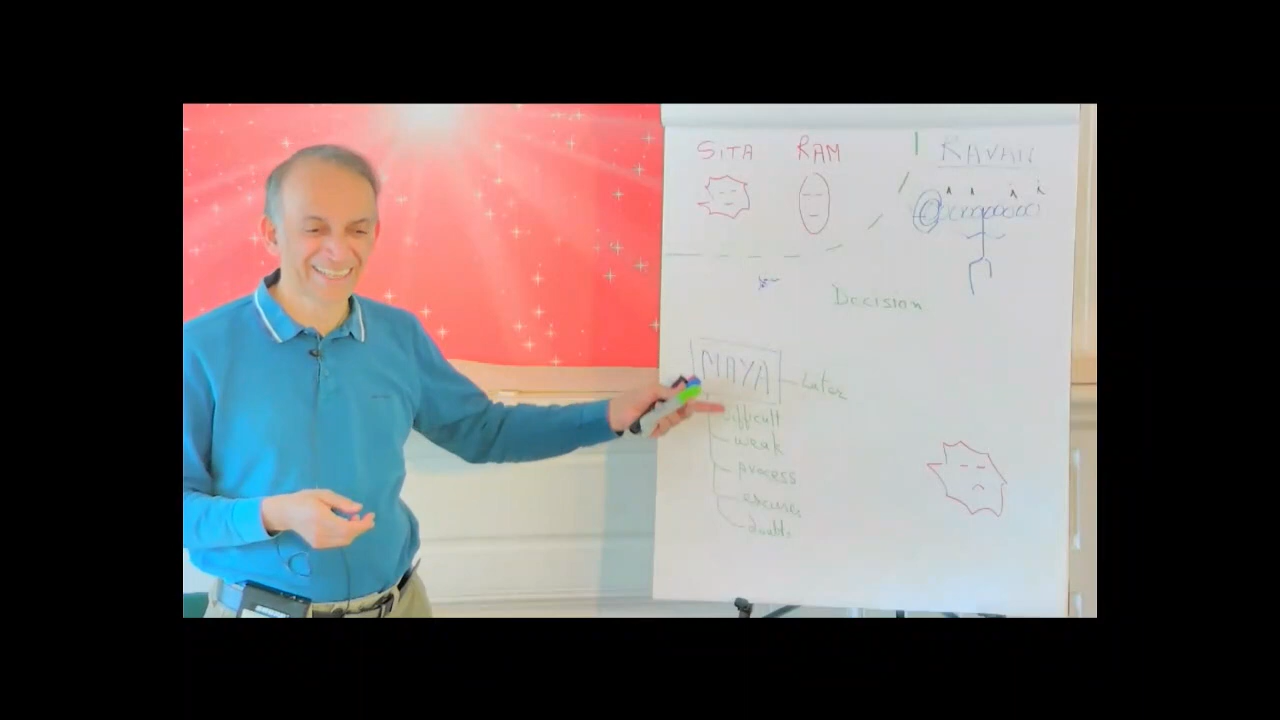 SITA RAM RAVAN
Decision
MAYA
Later
difficult
weak
process
excuses
doubts